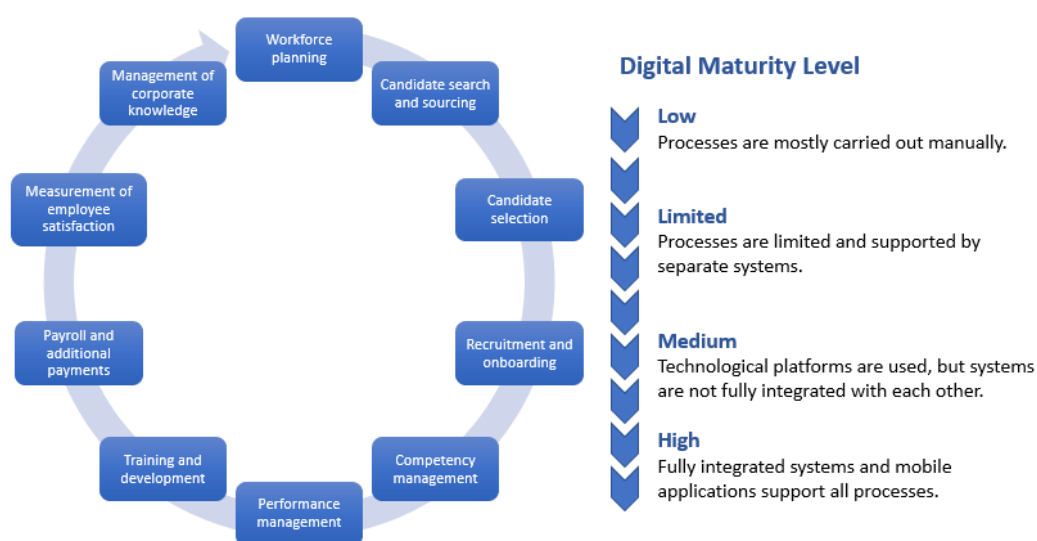 Workforce
planning
Candidate search
and sourcing
Candidate
selection
Recruitment and
onboarding
Competency
management
Performance
management
Training and
development
Payroll and
additional
payments
Measurement of
employee
satisfaction
Management of
corporate
knowledge
Digital Maturity Level
Low
Processes are mostly carried out manually.
Limited
Processes are limited and supported by
separate systems.
Medium
Technological platforms are used, but systems
are not fully integrated with each other.
High
Fully integrated systems and mobile
applications support all processes.